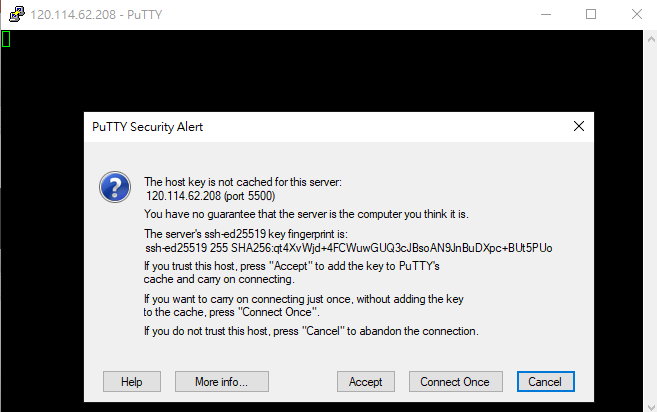 120.114.62.208 - PuTTY
PuTTY Security Alert
The host key is not cached for this server:
120.114.62.208 (port 5500)
You have no guarantee that the server is the computer you think it is.
The server's ssh-ed25519 key fingerprint is:
ssh-ed25519 255 SHA256:qt4XvWjd+4FCWuwGUQ3cJBsoAN9JnBuDXpc+BUt5PUo
If you trust this host, press "Accept" to add the key to PuTTY's
cache and carry on connecting.
If you want to carry on connecting just once, without adding the key
to the cache, press "Connect Once".
If you do not trust this host, press "Cancel" to abandon the connection.
Help More info... Accept Connect Once Cancel